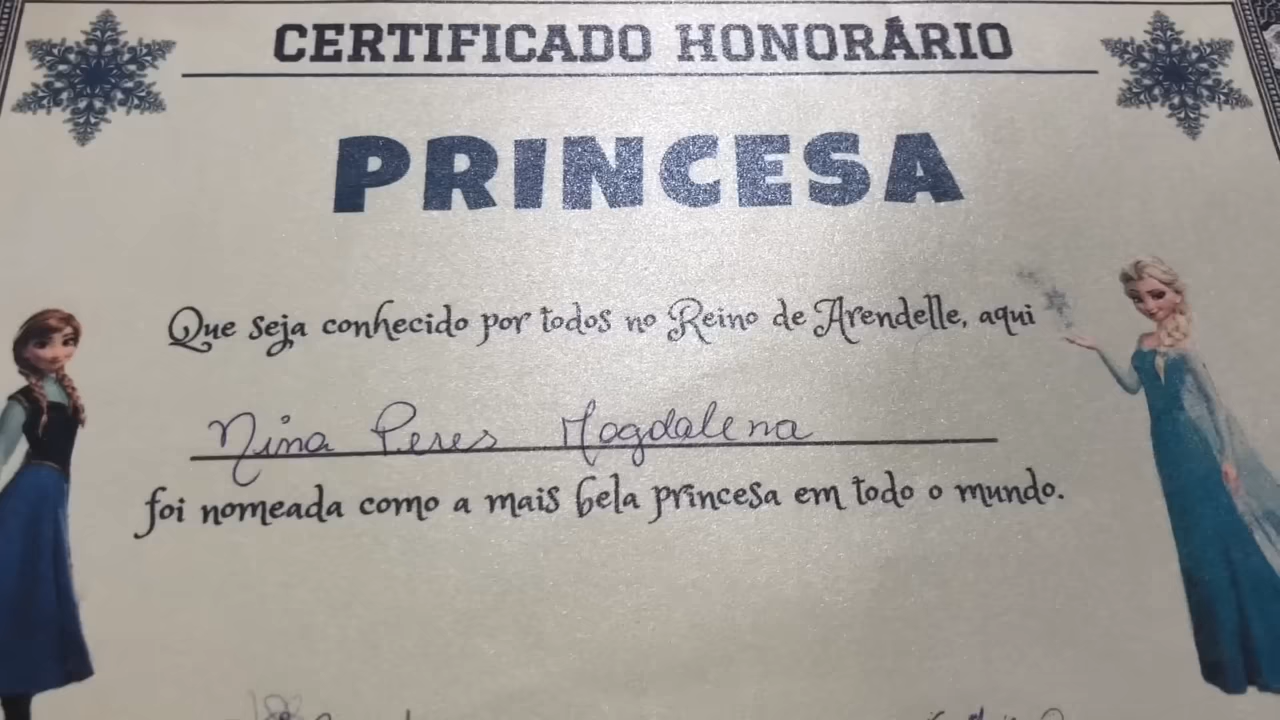 CERTIFICADO HONORÁRIO
PRINCESA
Que seja conhecido por todos no Reino de Arendelle, aqui
Nina Peres Magdalena
foi nomeada como a mais bela princesa em todo o mundo.